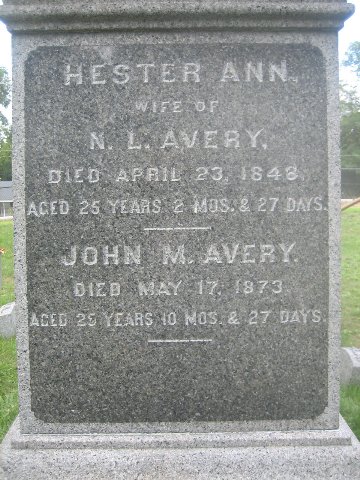 HESTER ANN,
WIFE OF
N. L. AVERY,
DIED APRIL 23, 1848.
AGED 25 YEARS 2 MOS. & 27 DAYS.
JOHN M. AVERY.
DIED MAY 17, 1873
AGED 25 YEARS 10 MOS. & 27 DAYS.